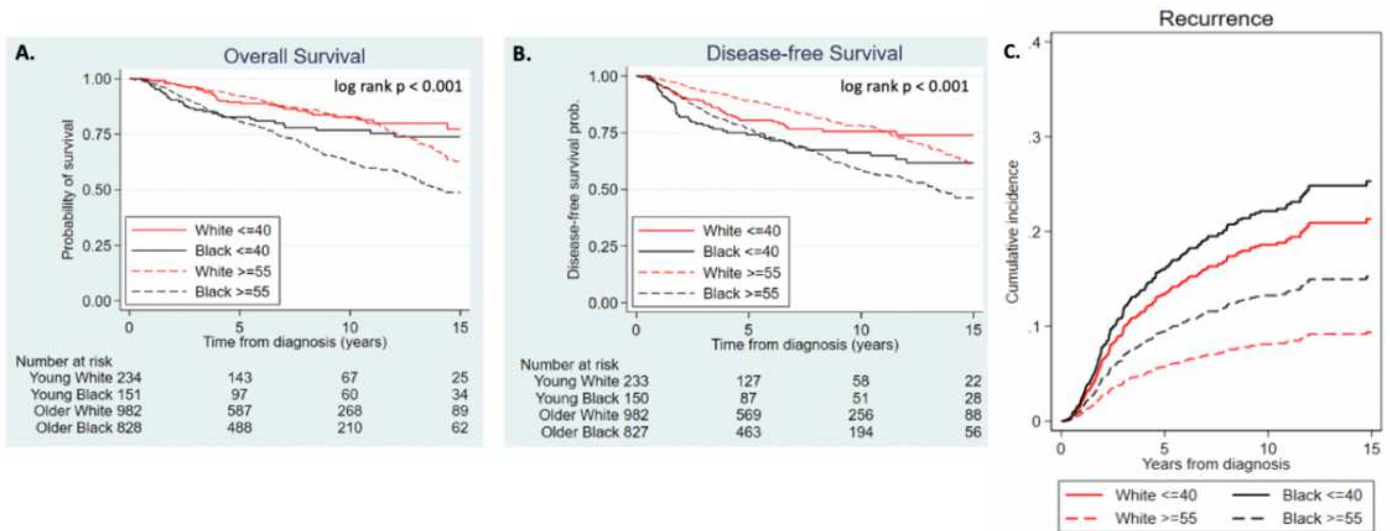 A.
Overall Survival
log rank p < 0.001
Probability of survival
1.00
0.75
0.50
0.25
0.00
White <=40
Black <=40
White >=55
Black >=55
0 5 10 15
Time from diagnosis (years)
Number at risk
Young White 234 143 67 25
Young Black 151 97 60 34
Older White 982 587 268 89
Older Black 828 488 210 62
B.
Disease-free Survival
log rank p < 0.001
Disease-free survival prob.
1.00
0.75
0.50
0.25
0.00
White <=40
Black <=40
White >=55
Black >=55
0 5 10 15
Time from diagnosis (years)
Number at risk
Young White 233 127 58 22
Young Black 150 87 51 28
Older White 982 569 256 88
Older Black 827 463 194 56
C.
Recurrence
Cumulative incidence
.4
.3
.2
.1
0
0 5 10 15
Years from diagnosis
White <=40 Black <=40
White >=55 Black >=55